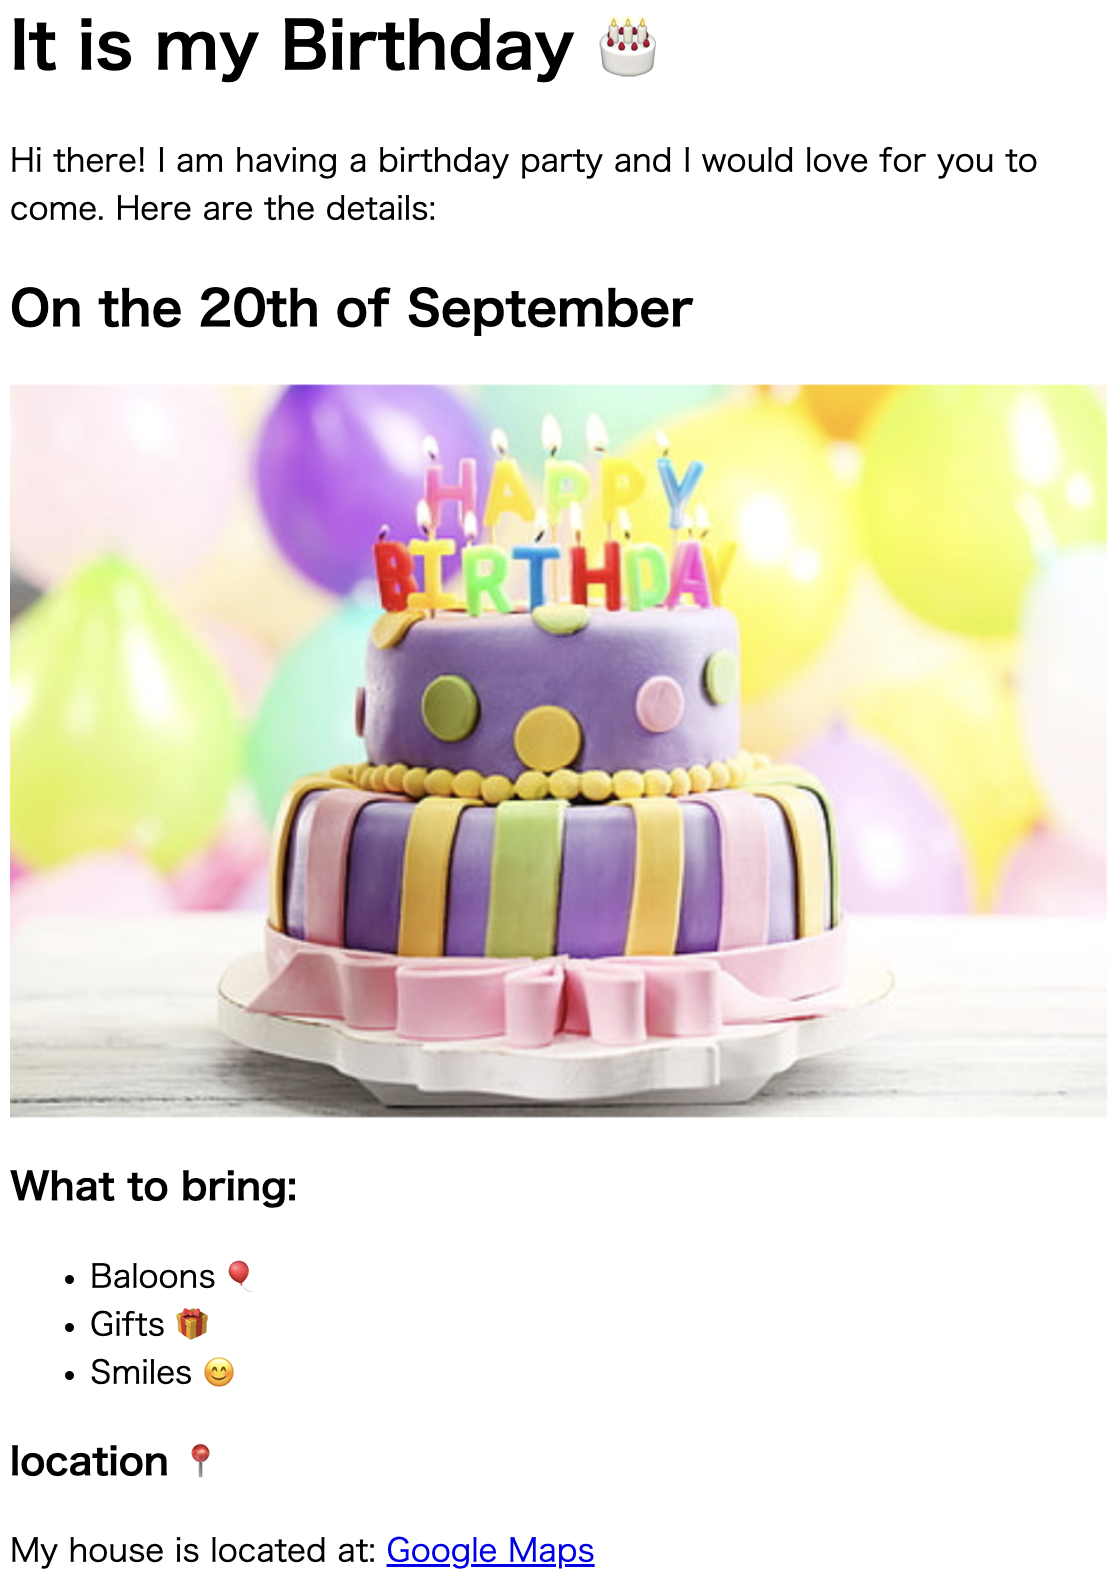 It is my Birthday 🎂
Hi there! I am having a birthday party and I would love for you to
come. Here are the details:
On the 20th of September
HAPPY
BIRTHDAY
What to bring:
• Baloons 🎈
• Gifts 🎁
• Smiles 😊
location 📍
My house is located at: Google Maps